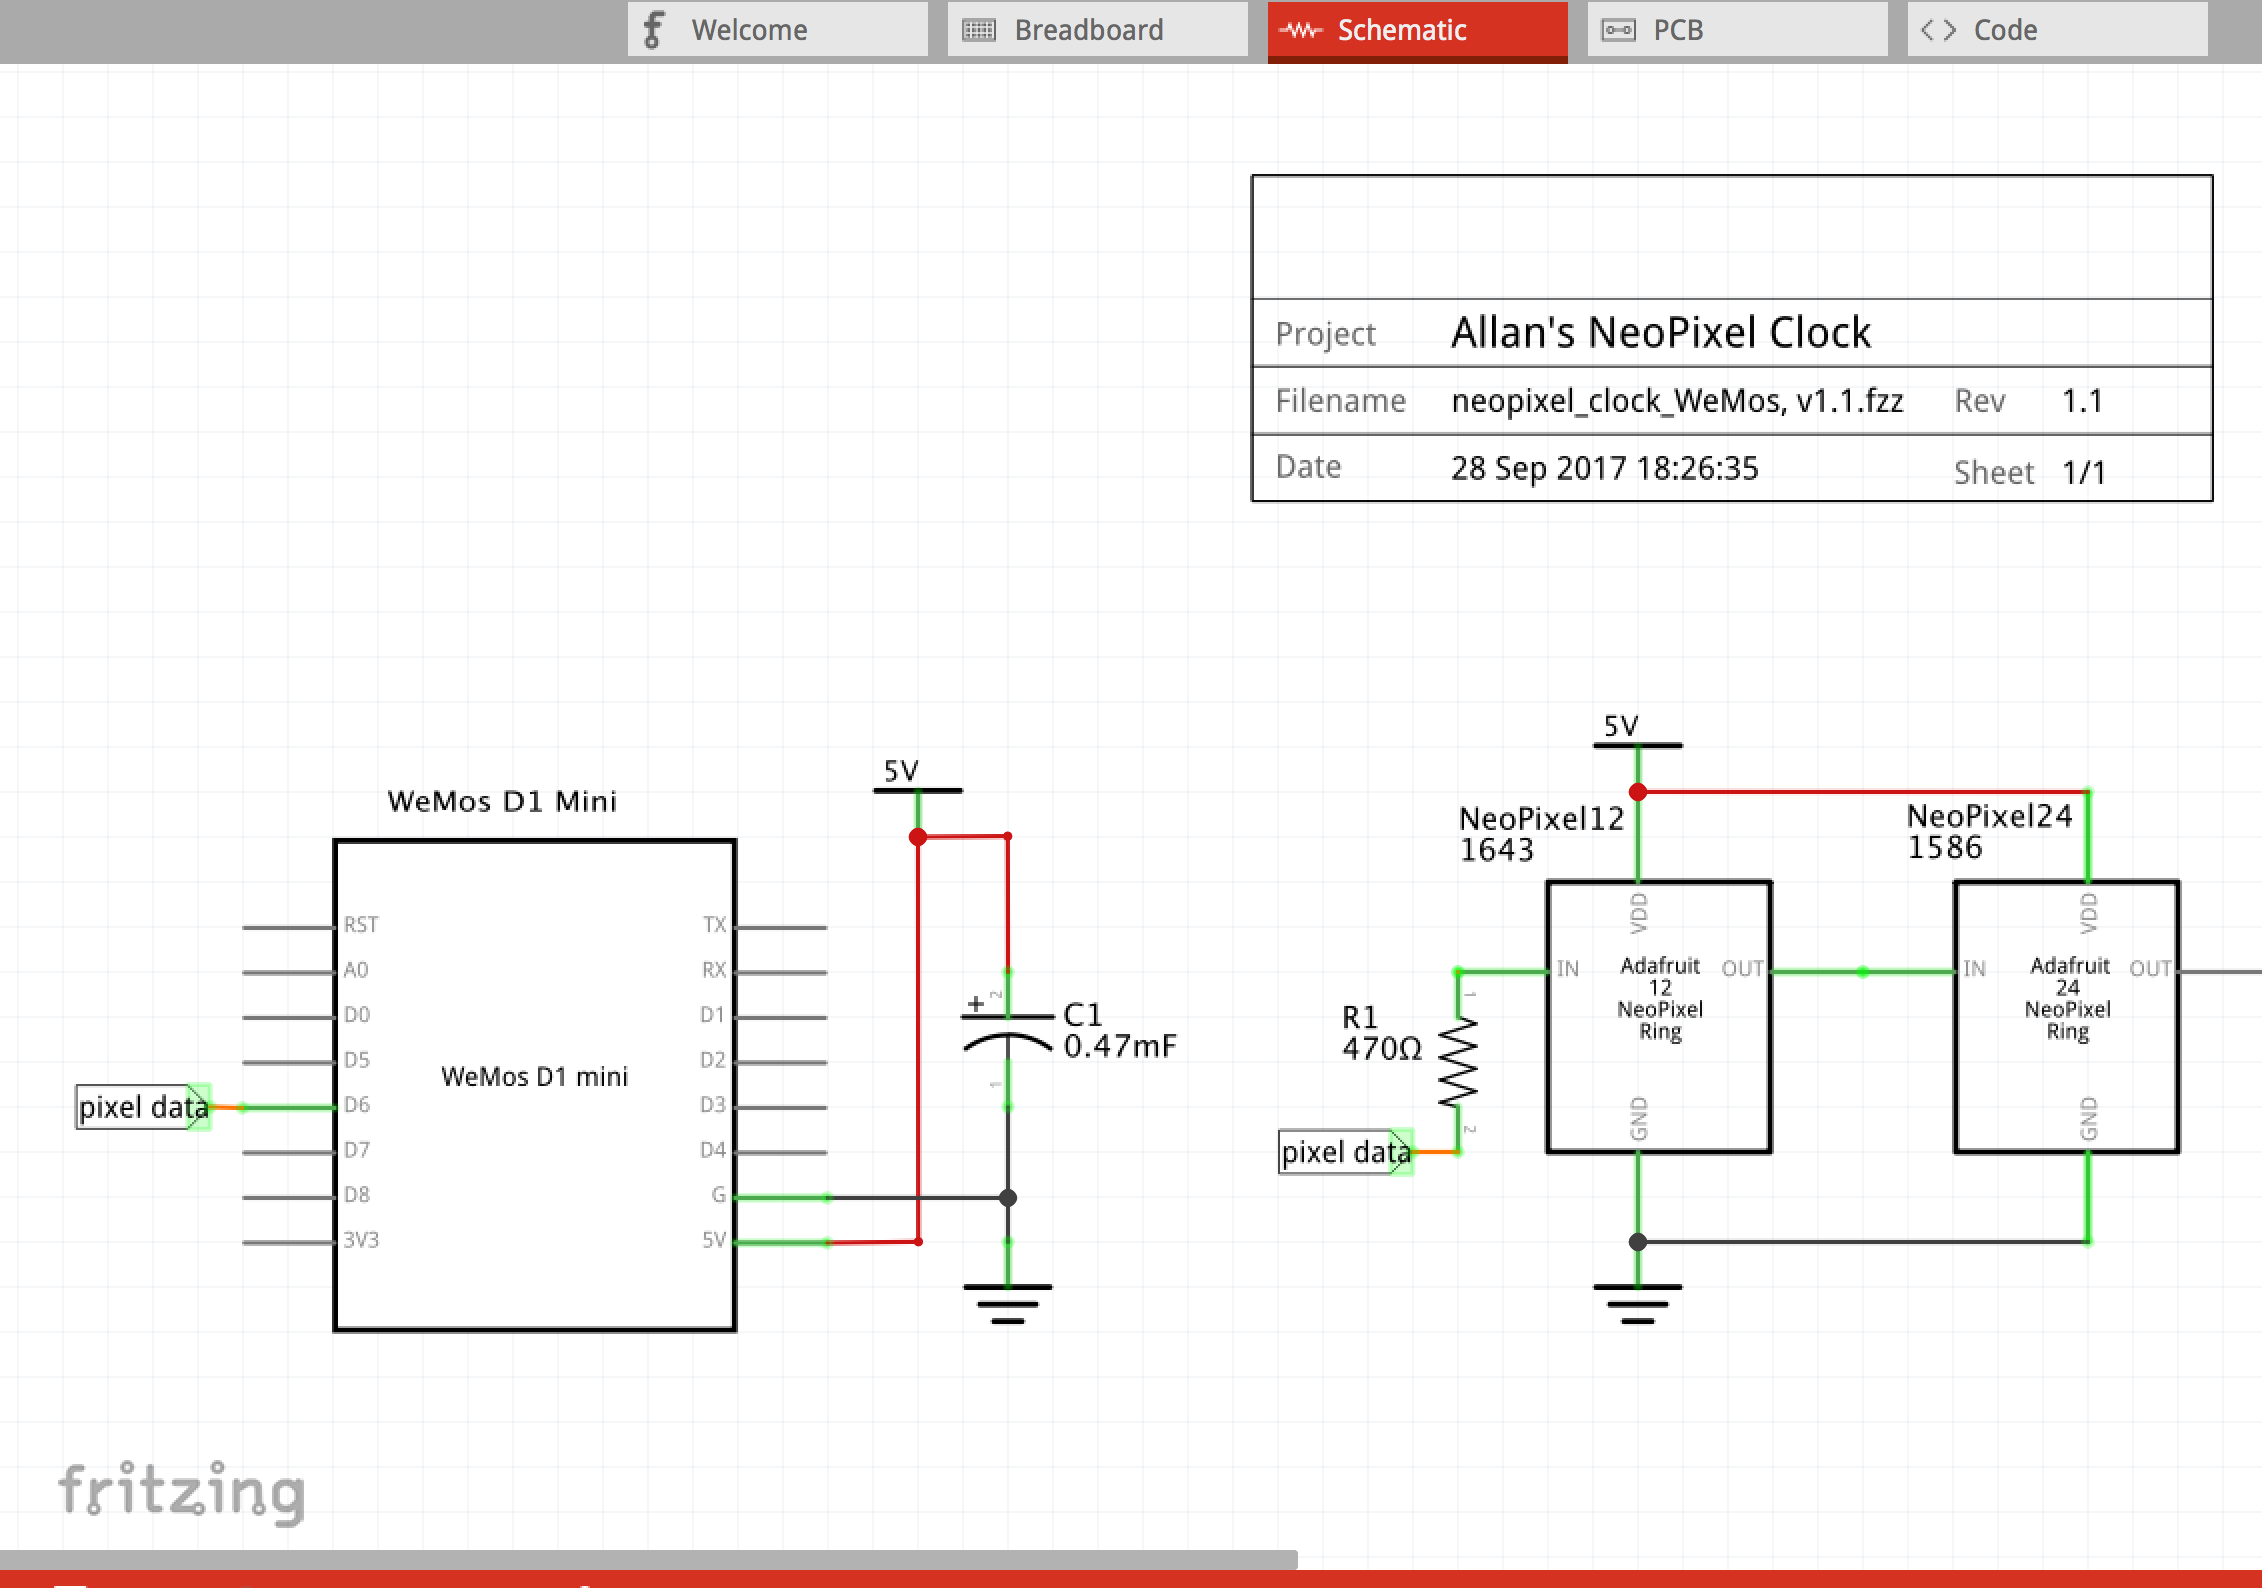 Welcome
Breadboard
Schematic
PCB
Code
Project Allan's NeoPixel Clock
Filename neopixel_clock_WeMos, v1.1.fzz Rev 1.1
Date 28 Sep 2017 18:26:35 Sheet 1/1
WeMos D1 Mini
RST
A0
D0
D5
D6
D7
D8
3V3
WeMos D1 mini
TX
RX
D1
D2
D3
D4
G
5V
pixel data
5V
+
2
1
C1
0.47mF
5V
NeoPixel12
1643
NeoPixel24
1586
R1
470Ω
1
2
pixel data
VDD
IN
Adafruit
12
NeoPixel
Ring
OUT
GND
VDD
IN
Adafruit
24
NeoPixel
Ring
OUT
GND
fritzing